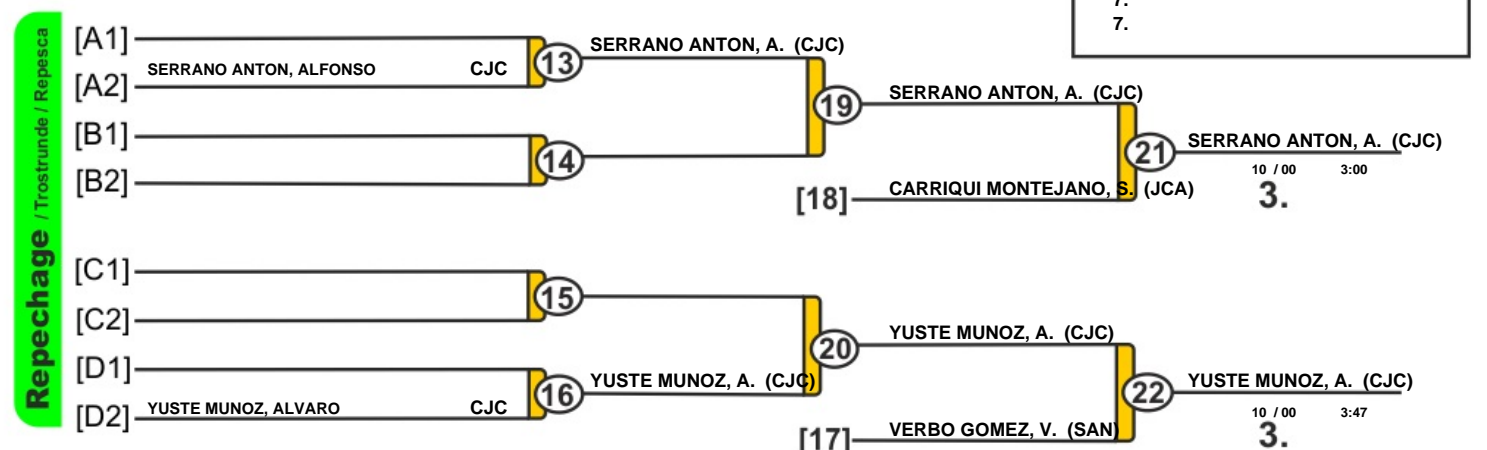 7.
7.
Repechage / Trostrunde / Repesca
[A1]
SERRANO ANTON, ALFONSO CJC
[A2]
13
SERRANO ANTON, A. (CJC)
[B1]
[B2]
14
19
SERRANO ANTON, A. (CJC)
[18]
CARRIQUI MONTEJANO, S. (JCA)
21
SERRANO ANTON, A. (CJC)
10 / 00 3:00
3.
[C1]
[C2]
15
[D1]
YUSTE MUNOZ, ALVARO CJC
[D2]
16
YUSTE MUNOZ, A. (CJC)
20
YUSTE MUNOZ, A. (CJC)
[17]
VERBO GOMEZ, V. (SAN)
22
YUSTE MUNOZ, A. (CJC)
10 / 00 3:47
3.